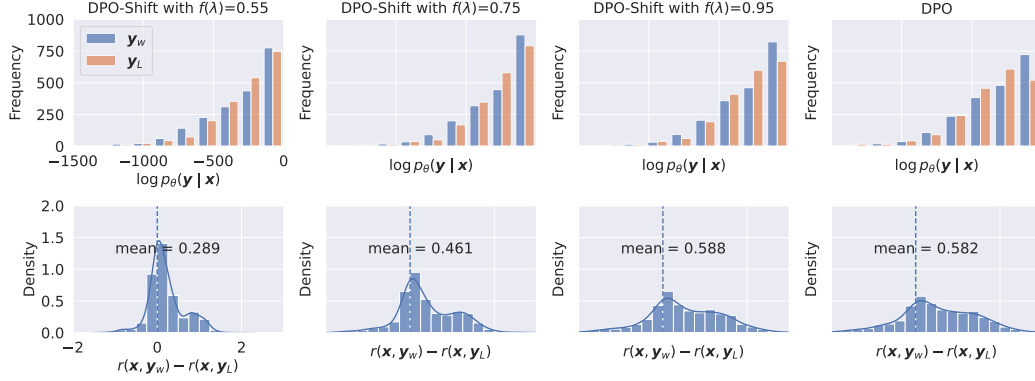 DPO-Shift with f(λ)=0.55
DPO-Shift with f(λ)=0.75
DPO-Shift with f(λ)=0.95
DPO
1000
750
500
250
0
Frequency
y_w
y_L
−1500
−1000
−500
0
log p_θ(y | x)
Frequency
log p_θ(y | x)
Frequency
log p_θ(y | x)
Frequency
log p_θ(y | x)
2.0
1.5
1.0
0.5
0.0
Density
mean = 0.289
−2
0
2
r(x, y_w) − r(x, y_L)
Density
mean = 0.461
r(x, y_w) − r(x, y_L)
Density
mean = 0.588
r(x, y_w) − r(x, y_L)
Density
mean = 0.582
r(x, y_w) − r(x, y_L)